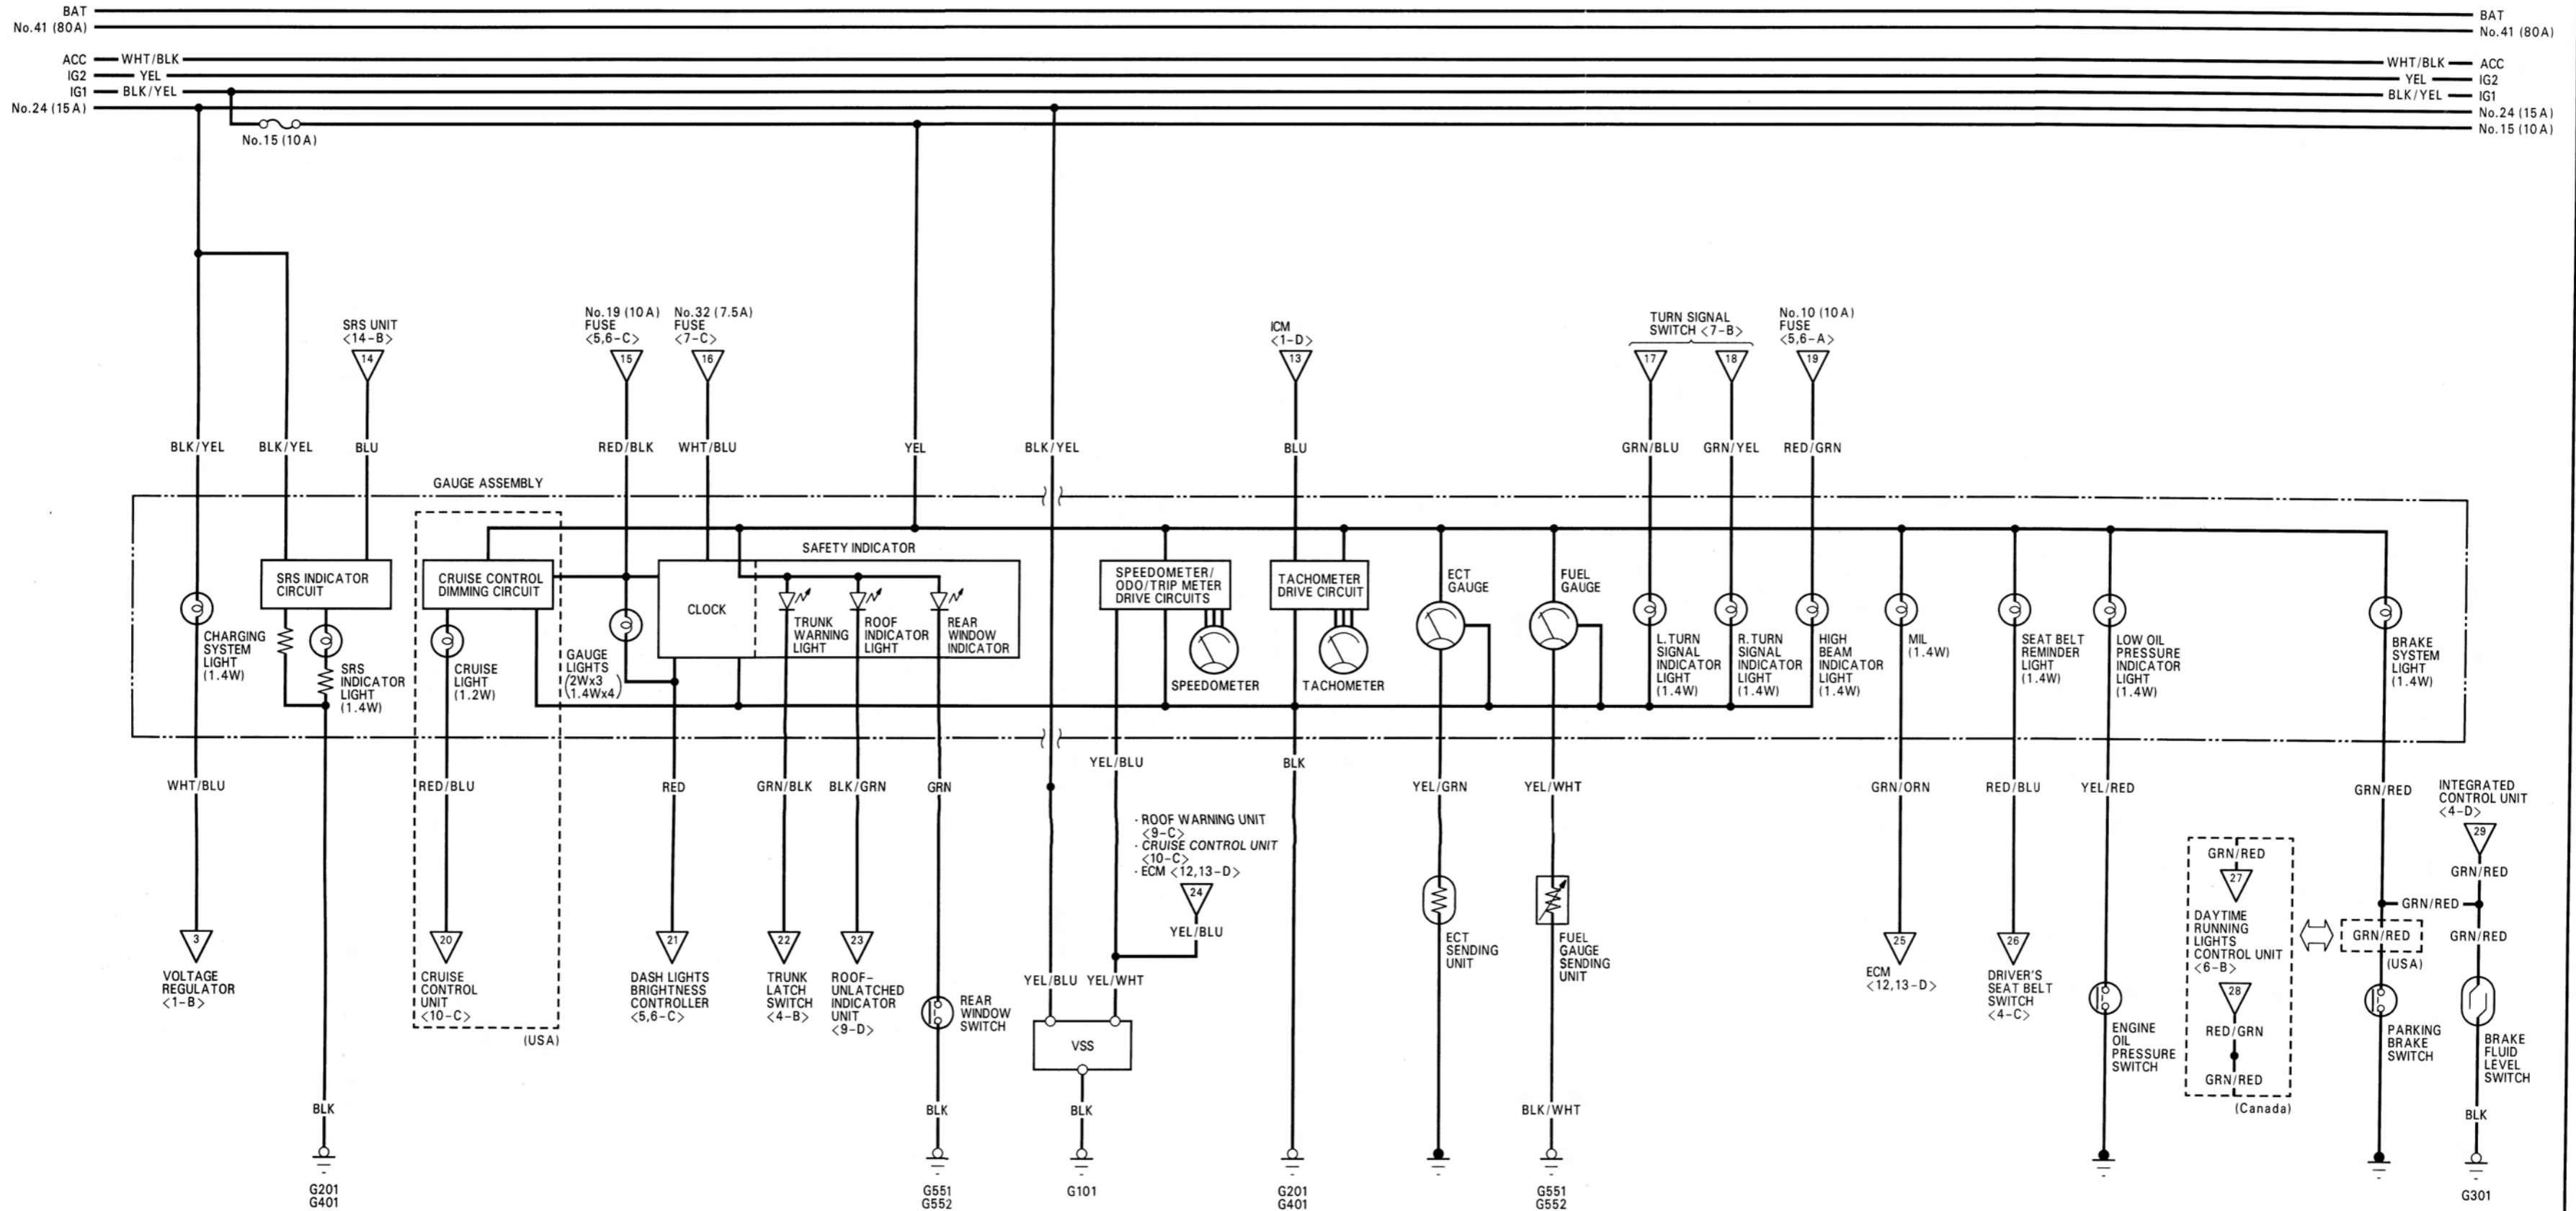 BAT
BAT
No.41 (80A)
No.41 (80A)
ACC WHT/BLK
WHT/BLK ACC
IG2 YEL
YEL IG2
IG1 BLK/YEL
BLK/YEL IG1
No.24 (15A)
No.24 (15A)
No.15 (10A)
No.15 (10A)
SRS UNIT
<14-B>
14
No.19 (10A)
FUSE
<5,6-C>
15
No.32 (7.5A)
FUSE
<7-C>
16
ICM
<1-D>
13
TURN SIGNAL
SWITCH <7-B>
17
18
No.10 (10A)
FUSE
<5,6-A>
19
BLK/YEL
BLK/YEL
BLU
RED/BLK
WHT/BLU
YEL
BLK/YEL
BLU
GRN/BLU
GRN/YEL
RED/GRN
GAUGE ASSEMBLY
SAFETY INDICATOR
SRS INDICATOR
CIRCUIT
CRUISE CONTROL
DIMMING CIRCUIT
CLOCK
SPEEDOMETER/
ODO/TRIP METER
DRIVE CIRCUITS
TACHOMETER
DRIVE CIRCUIT
ECT
GAUGE
FUEL
GAUGE
CHARGING
SYSTEM
LIGHT
(1.4W)
SRS
INDICATOR
LIGHT
(1.4W)
CRUISE
LIGHT
(1.2W)
GAUGE
LIGHTS
(2Wx3
1.4Wx4)
TRUNK
WARNING
LIGHT
ROOF
INDICATOR
LIGHT
REAR
WINDOW
INDICATOR
SPEEDOMETER
TACHOMETER
L.TURN
SIGNAL
INDICATOR
LIGHT
(1.4W)
R.TURN
SIGNAL
INDICATOR
LIGHT
(1.4W)
HIGH
BEAM
INDICATOR
LIGHT
(1.4W)
MIL
(1.4W)
SEAT BELT
REMINDER
LIGHT
(1.4W)
LOW OIL
PRESSURE
INDICATOR
LIGHT
(1.4W)
BRAKE
SYSTEM
LIGHT
(1.4W)
WHT/BLU
RED/BLU
RED
GRN/BLK
BLK/GRN
GRN
YEL/BLU
BLK
YEL/GRN
YEL/WHT
GRN/ORN
RED/BLU
YEL/RED
GRN/RED
INTEGRATED
CONTROL UNIT
<4-D>
29
GRN/RED
· ROOF WARNING UNIT
<9-C>
· CRUISE CONTROL UNIT
<10-C>
· ECM <12,13-D>
24
YEL/BLU
GRN/RED
27
DAYTIME
RUNNING
LIGHTS
CONTROL UNIT
<6-B>
28
RED/GRN
GRN/RED
(Canada)
GRN/RED
GRN/RED
(USA)
GRN/RED
3
VOLTAGE
REGULATOR
<1-B>
20
CRUISE
CONTROL
UNIT
<10-C>
(USA)
21
DASH LIGHTS
BRIGHTNESS
CONTROLLER
<5,6-C>
22
TRUNK
LATCH
SWITCH
<4-B>
23
ROOF-
UNLATCHED
INDICATOR
UNIT
<9-D>
REAR
WINDOW
SWITCH
YEL/BLU
YEL/WHT
VSS
ECT
SENDING
UNIT
FUEL
GAUGE
SENDING
UNIT
25
ECM
<12,13-D>
26
DRIVER'S
SEAT BELT
SWITCH
<4-C>
ENGINE
OIL
PRESSURE
SWITCH
PARKING
BRAKE
SWITCH
BRAKE
FLUID
LEVEL
SWITCH
BLK
BLK
BLK
BLK/WHT
BLK
G201
G401
G551
G552
G101
G201
G401
G551
G552
G301